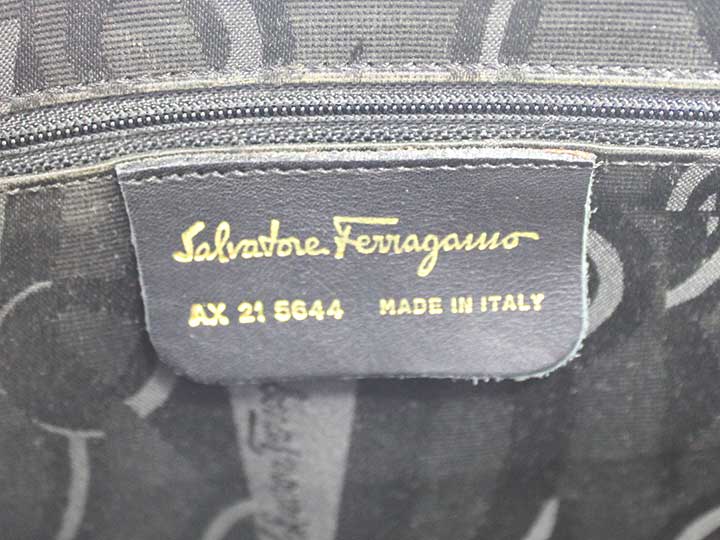 Salvatore Ferragamo
AX 21 5644 MADE IN ITALY